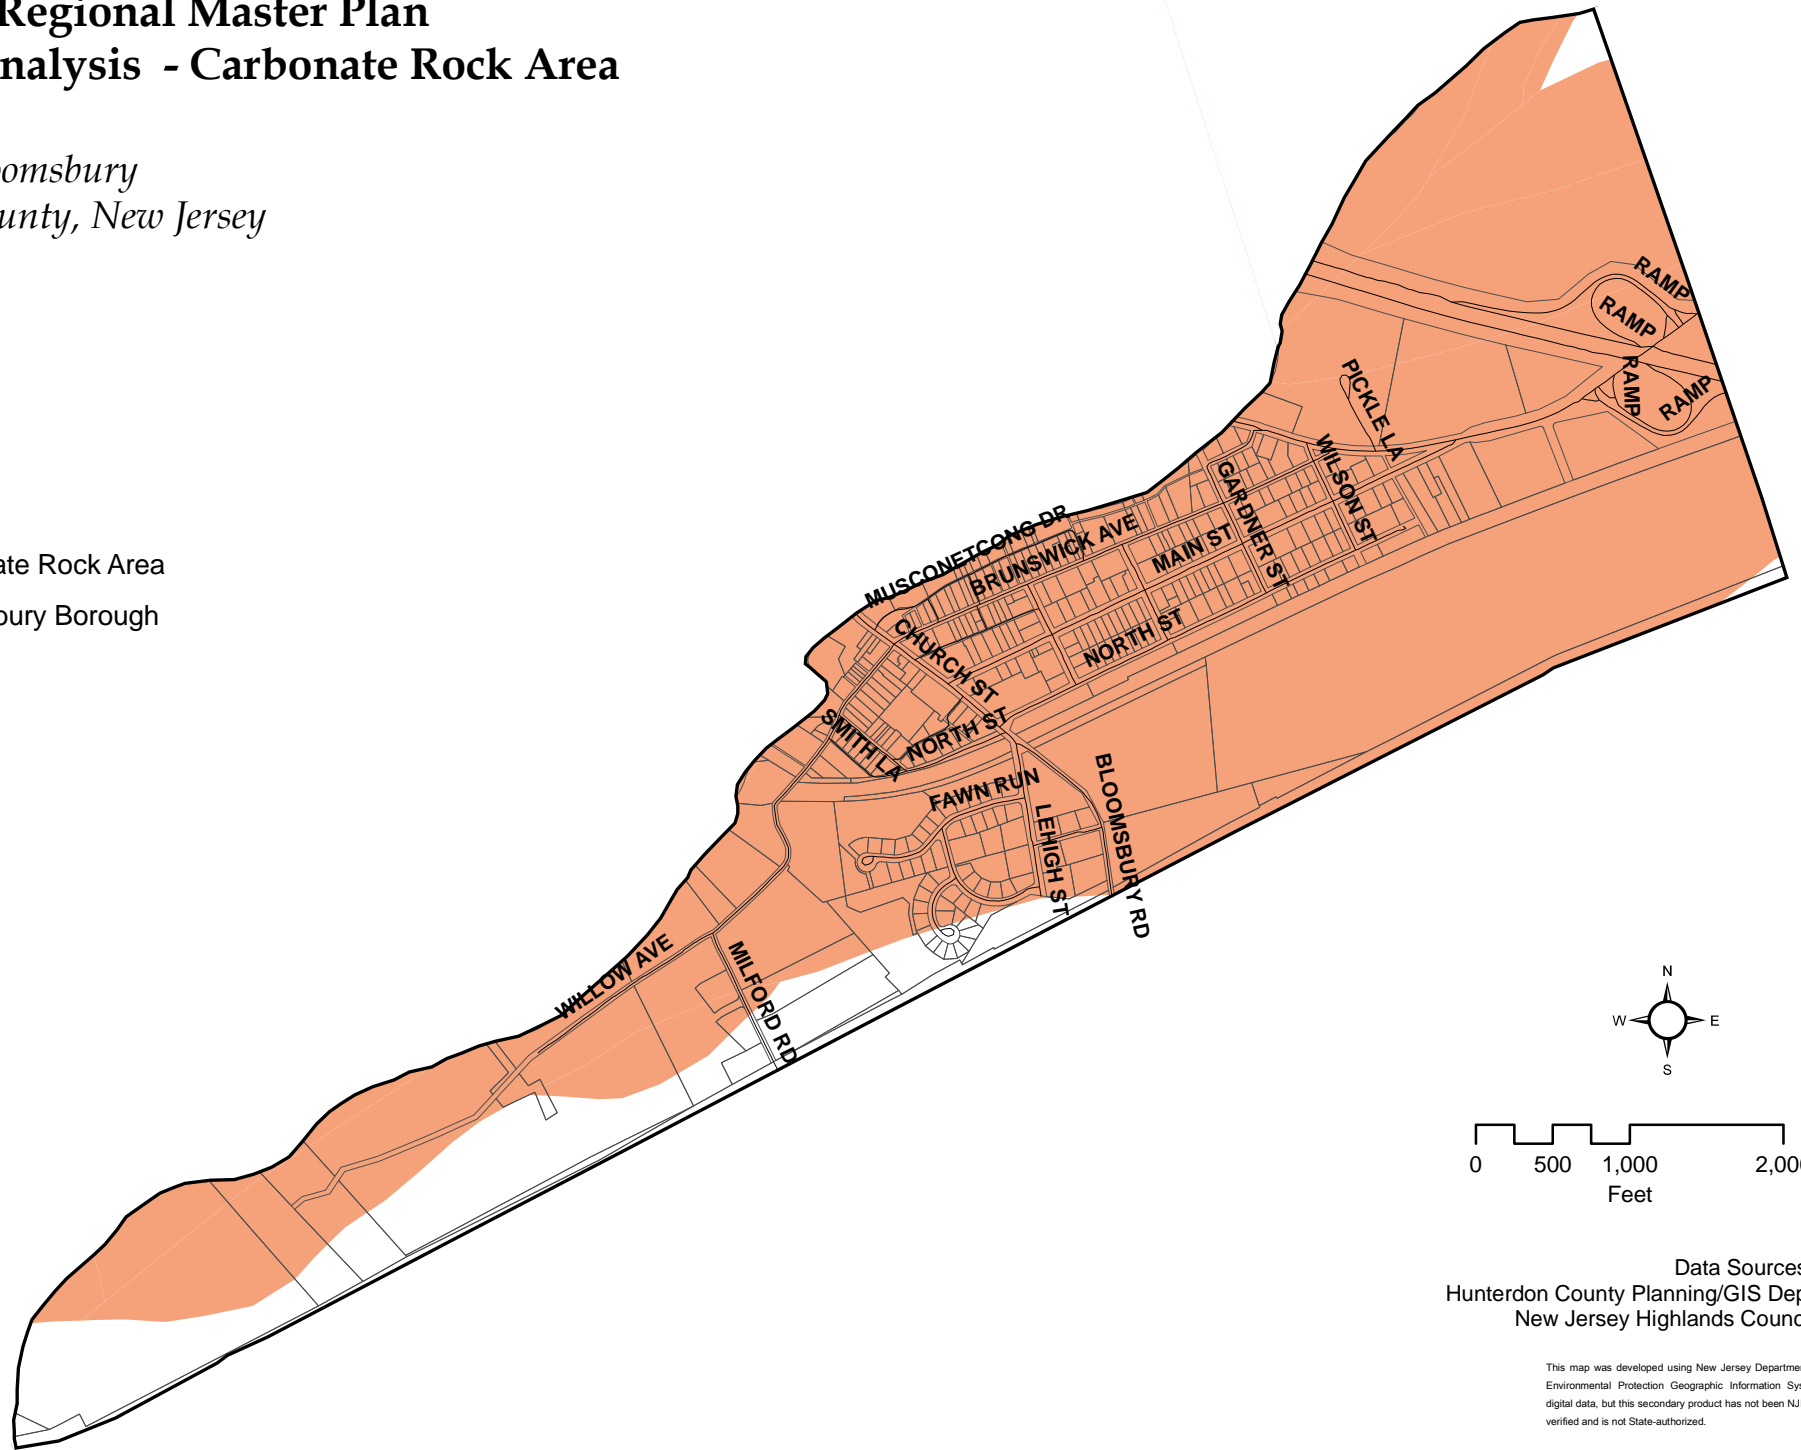 Regional Master Plan
nalysis - Carbonate Rock Area
oomsbury
unty, New Jersey
ate Rock Area
bury Borough
RAMP
RAMP
RAMP
RAMP
PICKLE LA
WILSON ST
GARDNER ST
MUSCONETCONG DR
BRUNSWICK AVE
MAIN ST
NORTH ST
CHURCH ST
SMITH LA
NORTH ST
FAWN RUN
LEHIGH ST
BLOOMSBURY RD
WILLOW AVE
MILFORD RD
N
W E
S
0 500 1,000 2,000
Feet
Data Sources
Hunterdon County Planning/GIS Dep
New Jersey Highlands Counc
This map was developed using New Jersey Departmen
Environmental Protection Geographic Information Sys
digital data, but this secondary product has not been NJ
verified and is not State-authorized.